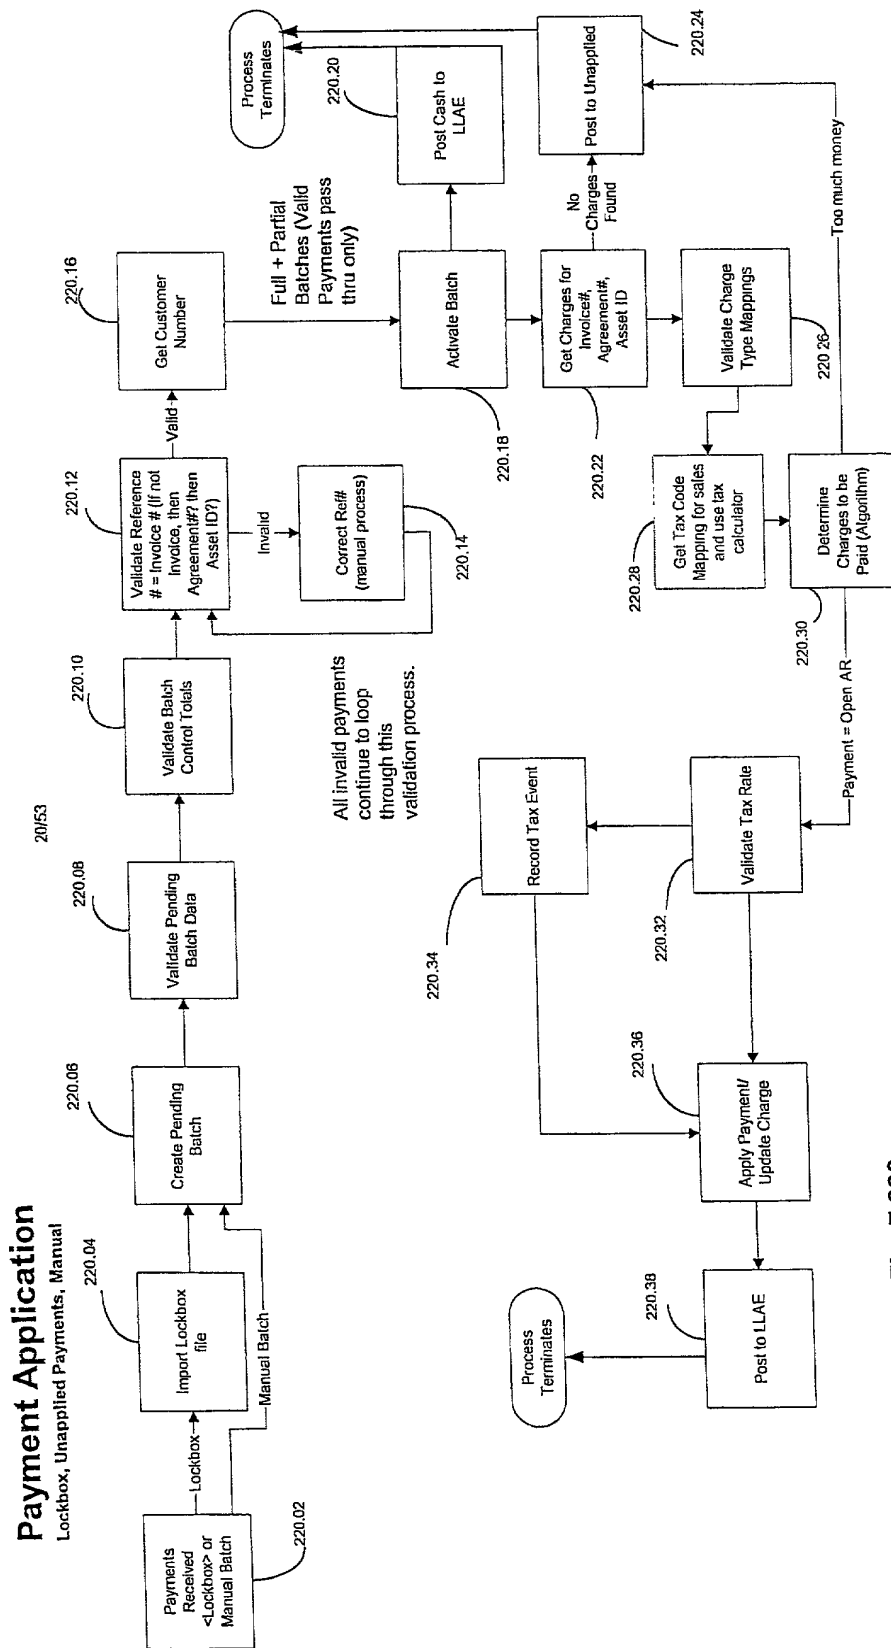 20/53
Payment Application
Lockbox, Unapplied Payments, Manual
Payments
Received
<Lockbox> or
Manual Batch
220.02
Lockbox
Manual Batch
Import Lockbox
file
220.04
Create Pending
Batch
220.06
Validate Pending
Batch Data
220.08
Validate Batch
Control Totals
220.10
Validate Reference
# = Invoice # (If not
Invoice, then
Agreement#? then
Asset ID?)
220.12
Valid
Invalid
Correct Ref#
(manual process)
220.14
All invalid payments
continue to loop
through this
validation process.
Get Customer
Number
220.16
Full + Partial
Batches (Valid
Payments pass
thru only)
Activate Batch
220.18
Post Cash to
LLAE
220.20
Process
Terminates
Get Charges for
Invoice#,
Agreement#,
Asset ID
220.22
No
Charges
Found
Post to Unapplied
220.24
Validate Charge
Type Mappings
220 26
Get Tax Code
Mapping for sales
and use tax
calculator
220.28
Determine
Charges to be
Paid (Algorithm)
220.30
Too much money
Payment = Open AR
Validate Tax Rate
220.32
Record Tax Event
220.34
Apply Payment/
Update Charge
220.36
Post to LLAE
220.38
Process
Terminates